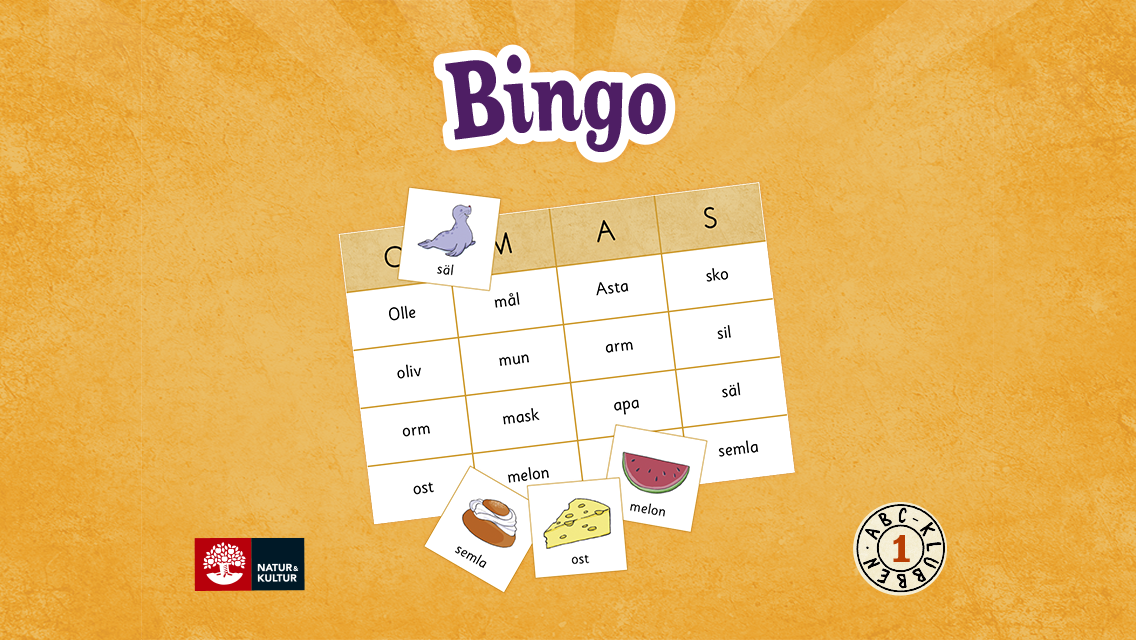 Bingo
O M A S
säl
Olle mål Asta sko
oliv mun arm sil
orm mask apa säl
ost melon semla
semla ost melon
NATUR &
KULTUR
ABC-KLUBBEN
1